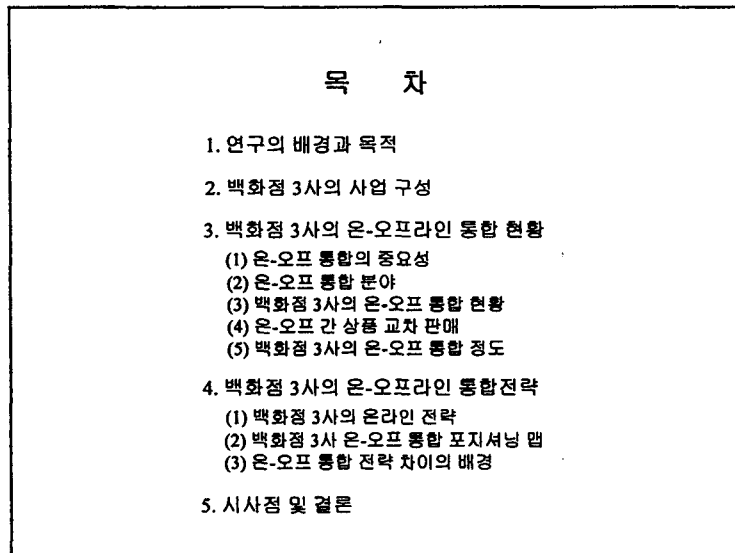 목 차
1. 연구의 배경과 목적
2. 백화점 3사의 사업 구성
3. 백화점 3사의 온-오프라인 통합 현황
(1) 온-오프 통합의 중요성
(2) 온-오프 통합 분야
(3) 백화점 3사의 온-오프 통합 현황
(4) 온-오프 간 상품 교차 판매
(5) 백화점 3사의 온-오프 통합 정도
4. 백화점 3사의 온-오프라인 통합전략
(1) 백화점 3사의 온라인 전략
(2) 백화점 3사 온-오프 통합 포지셔닝 맵
(3) 온-오프 통합 전략 차이의 배경
5. 시사점 및 결론